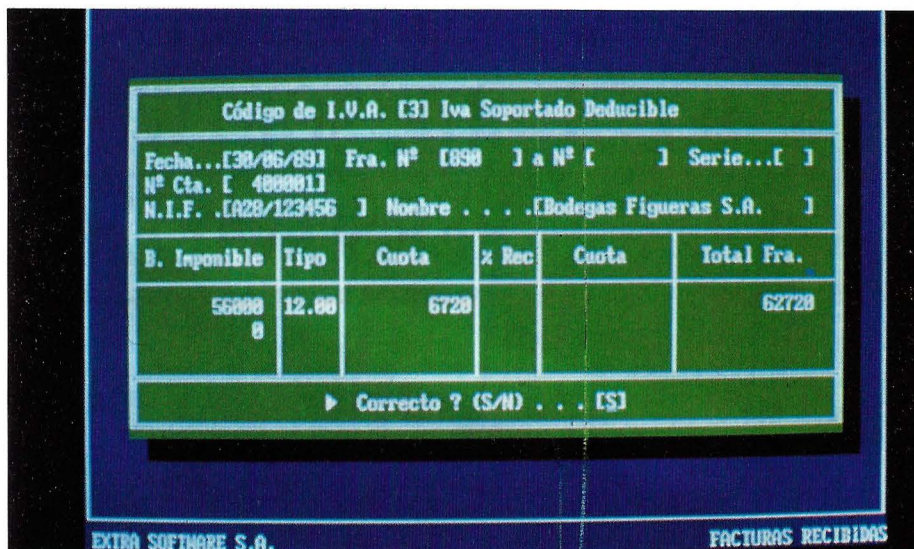 Código de I.V.A. [3] Iva Soportado Deducible
Fecha...[30/06/89] Fra. Nº [890 ] a Nº [ ] Serie...[ ]
Nº Cta. [ 400001]
N.I.F. .[A28/123456 ] Nombre . . . .[Bodegas Figueras S.A. ]
B. Imponible Tipo Cuota % Rec Cuota Total Fra.
56000 12.00 6720 62720
0
► Correcto ? (S/N) . . . [S]
EXTRA SOFTWARE S.A. FACTURAS RECIBIDAS